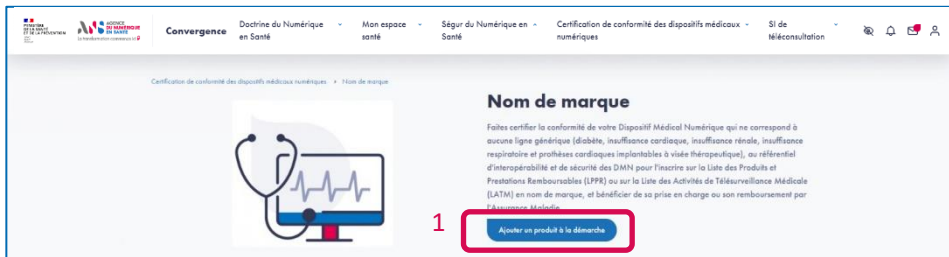 MINISTÈRE
DE LA SANTÉ
ET DE LA PRÉVENTION
AGENCE
DU NUMÉRIQUE
EN SANTÉ
La transformation commence ici
Convergence
Doctrine du Numérique
en Santé
Mon espace
santé
Ségur du Numérique en
Santé
Certification de conformité des dispositifs médicaux
numériques
SI de
téléconsultation
Certification de conformité des dispositifs médicaux numériques
Nom de marque
Nom de marque
Faites certifier la conformité de votre Dispositif Médical Numérique qui ne correspond à
aucune ligne générique (diabète, insuffisance cardiaque, insuffisance rénale, insuffisance
respiratoire et prothèses cardiaques implantables à visée thérapeutique), au référentiel
d'interopérabilité et de sécurité des DMN pour l'inscrire sur la Liste des Produits et
Prestations Remboursables (LPPR) ou sur la Liste des Activités de Télésurveillance Médicale
(LATM) en nom de marque, et bénéficier de sa prise en charge ou son remboursement par
l'Assurance Maladie
1
Ajouter un produit à la démarche